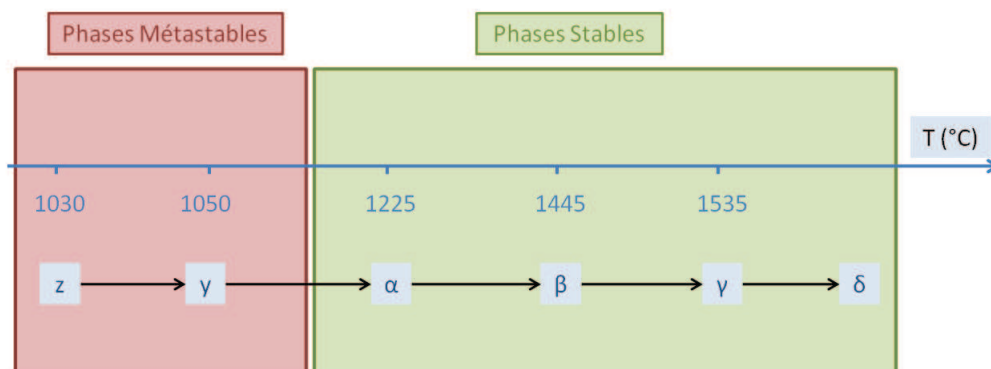 Phases Métastables
Phases Stables
T (°C)
1030 1050 1225 1445 1535
z y α β γ δ